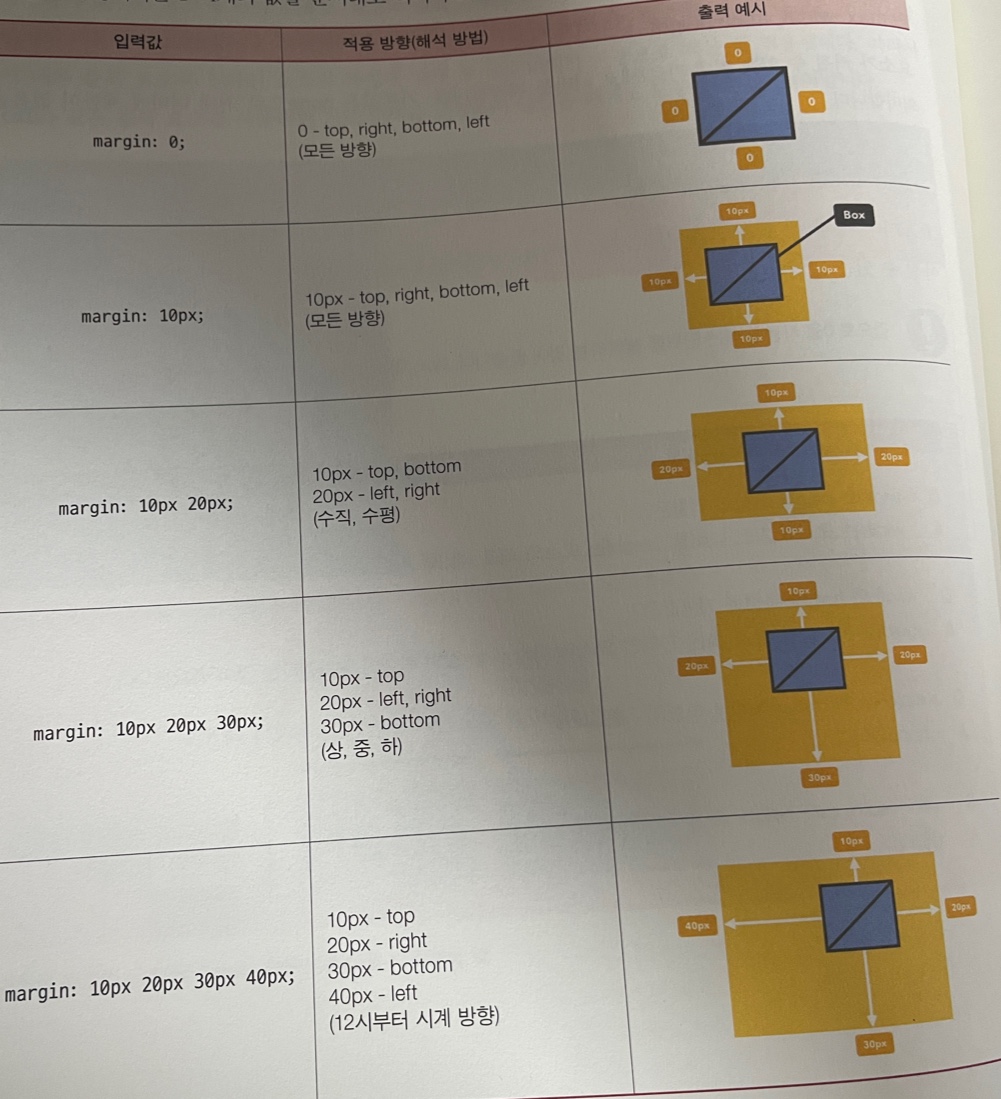 입력값
적용 방향(해석 방법)
출력 예시
margin: 0;
0 - top, right, bottom, left
(모든 방향)
0
0
0
0
margin: 10px;
10px - top, right, bottom, left
(모든 방향)
10px
Box
10px
10px
10px
margin: 10px 20px;
10px - top, bottom
20px - left, right
(수직, 수평)
10px
20px
20px
10px
margin: 10px 20px 30px;
10px - top
20px - left, right
30px - bottom
(상, 중, 하)
10px
20px
20px
30px
margin: 10px 20px 30px 40px;
10px - top
20px - right
30px - bottom
40px - left
(12시부터 시계 방향)
10px
40px
20px
30px